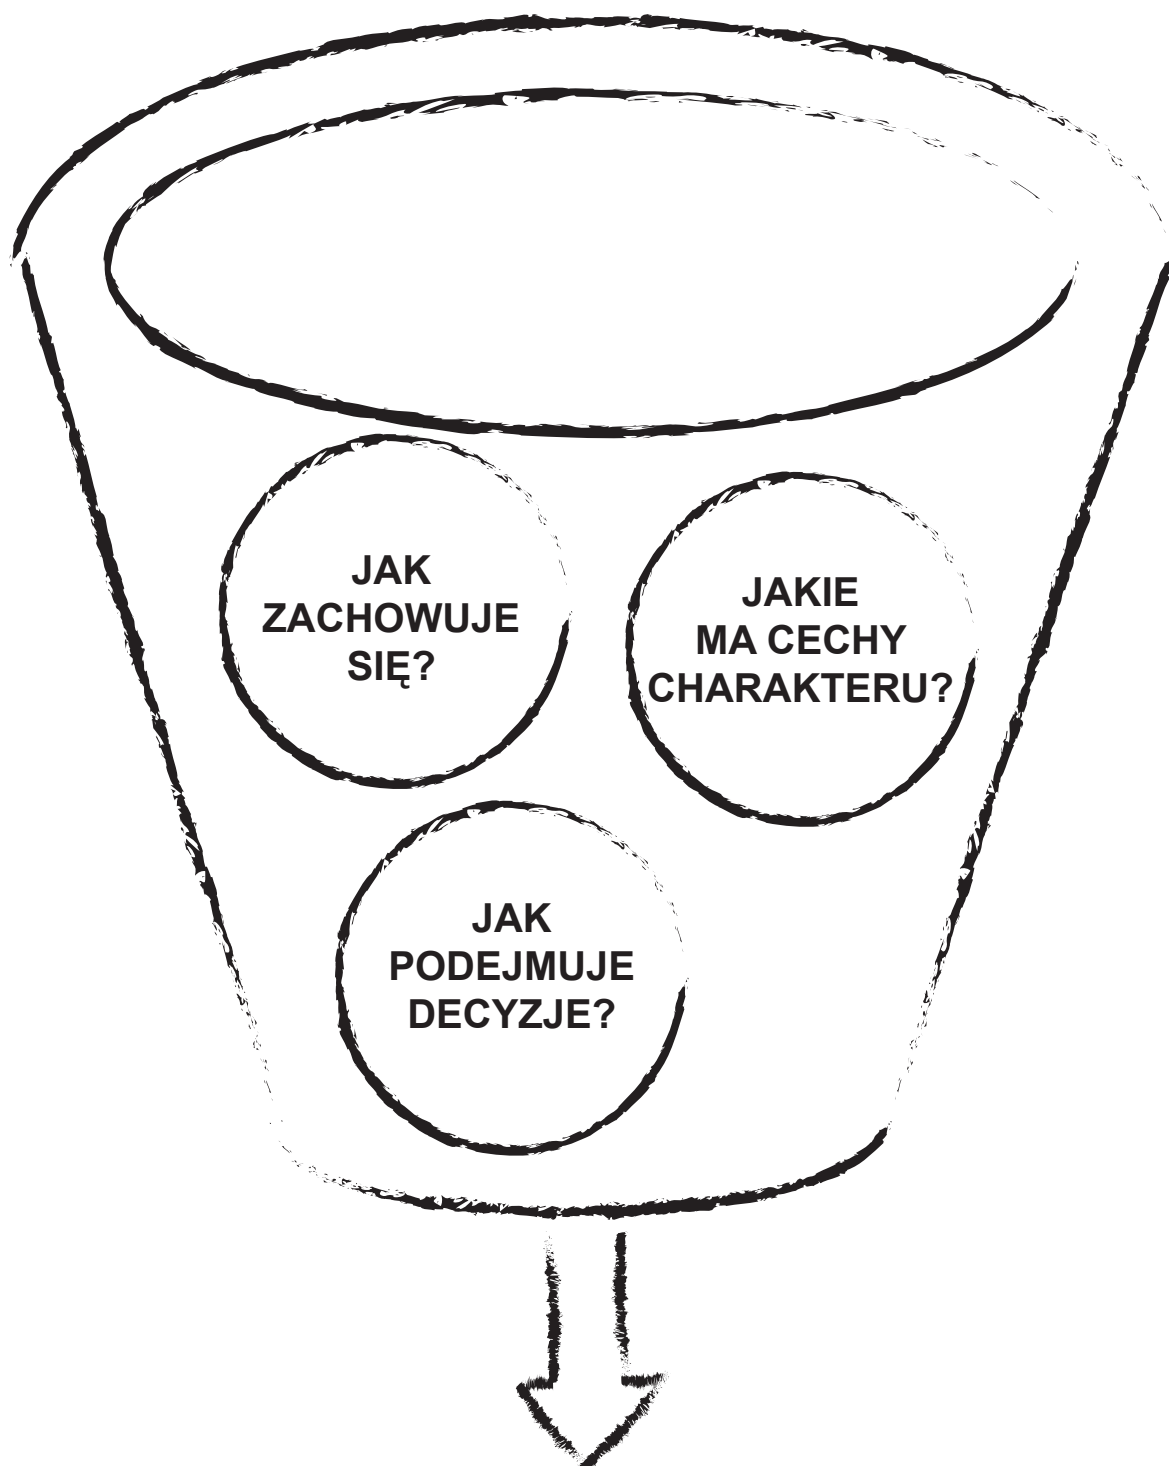 JAK
ZACHOWUJE
SIĘ?
JAKIE
MA CECHY
CHARAKTERU?
JAK
PODEJMUJE
DECYZJE?